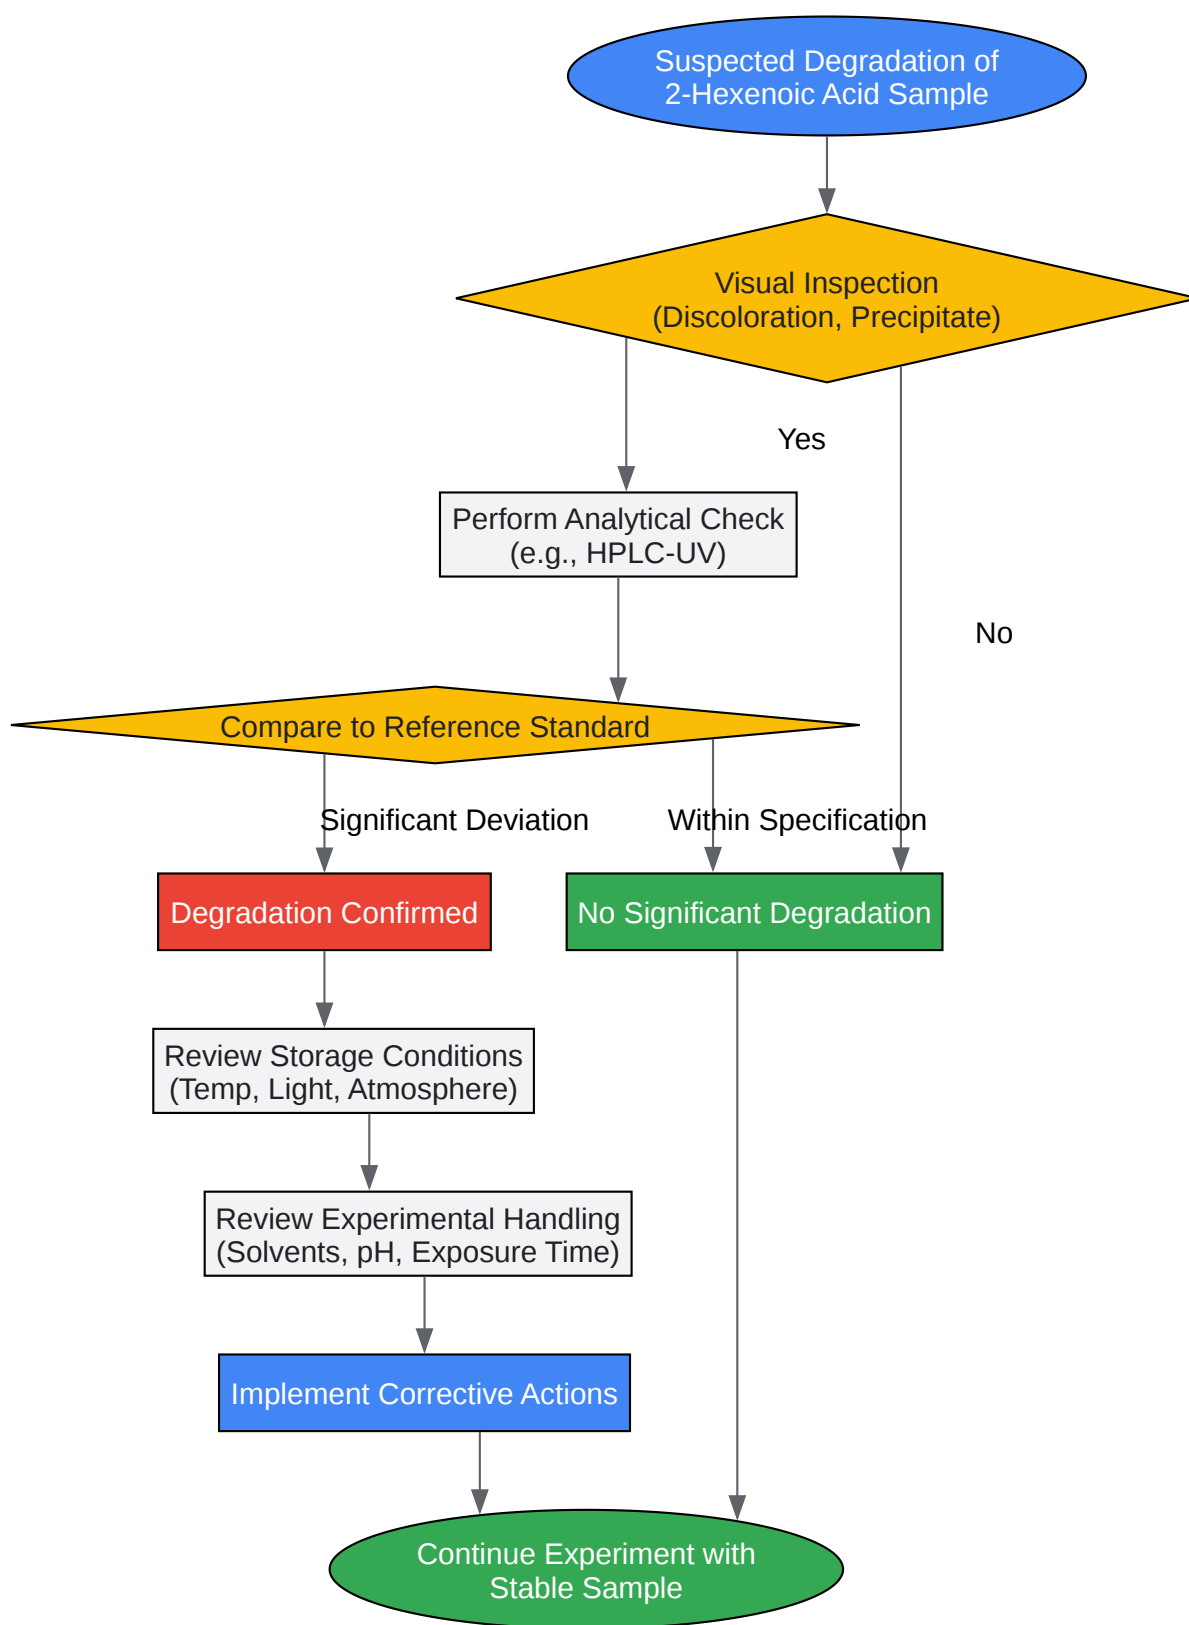 Suspected Degradation of
2-Hexenoic Acid Sample
Visual Inspection
(Discoloration, Precipitate)
Yes
Perform Analytical Check
(e.g., HPLC-UV)
No
Compare to Reference Standard
Significant Deviation
Within Specification
Degradation Confirmed
No Significant Degradation
Review Storage Conditions
(Temp, Light, Atmosphere)
Review Experimental Handling
(Solvents, pH, Exposure Time)
Implement Corrective Actions
Continue Experiment with
Stable Sample